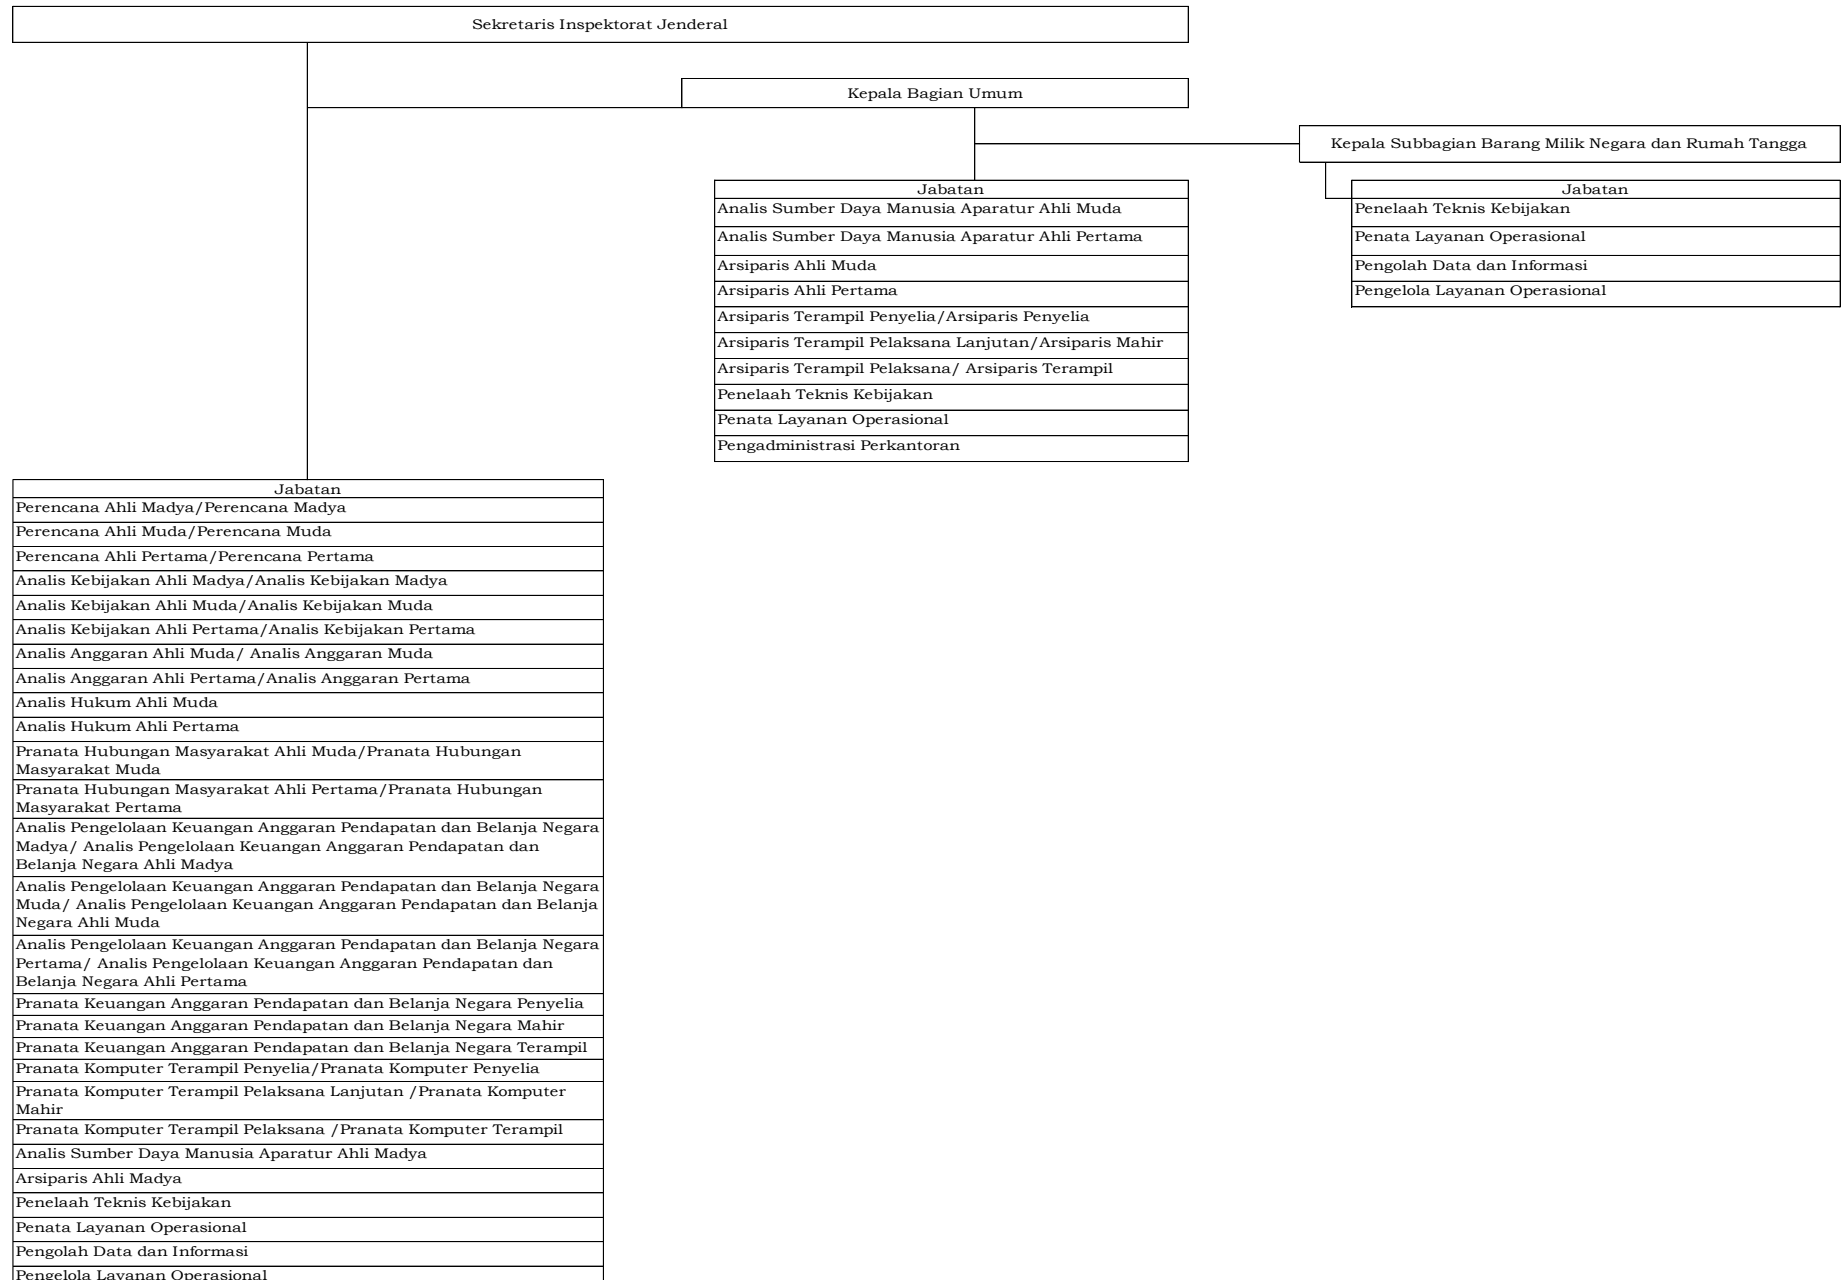 Sekretaris Inspektorat Jenderal
Kepala Bagian Umum
Kepala Subbagian Barang Milik Negara dan Rumah Tangga
Jabatan
Analis Sumber Daya Manusia Aparatur Ahli Muda
Analis Sumber Daya Manusia Aparatur Ahli Pertama
Arsiparis Ahli Muda
Arsiparis Ahli Pertama
Arsiparis Terampil Penyelia/Arsiparis Penyelia
Arsiparis Terampil Pelaksana Lanjutan/Arsiparis Mahir
Arsiparis Terampil Pelaksana/ Arsiparis Terampil
Penelaah Teknis Kebijakan
Penata Layanan Operasional
Pengadministrasi Perkantoran
Jabatan
Penelaah Teknis Kebijakan
Penata Layanan Operasional
Pengolah Data dan Informasi
Pengelola Layanan Operasional
Jabatan
Perencana Ahli Madya/Perencana Madya
Perencana Ahli Muda/Perencana Muda
Perencana Ahli Pertama/Perencana Pertama
Analis Kebijakan Ahli Madya/Analis Kebijakan Madya
Analis Kebijakan Ahli Muda/Analis Kebijakan Muda
Analis Kebijakan Ahli Pertama/Analis Kebijakan Pertama
Analis Anggaran Ahli Muda/ Analis Anggaran Muda
Analis Anggaran Ahli Pertama/Analis Anggaran Pertama
Analis Hukum Ahli Muda
Analis Hukum Ahli Pertama
Pranata Hubungan Masyarakat Ahli Muda/Pranata Hubungan
Masyarakat Muda
Pranata Hubungan Masyarakat Ahli Pertama/Pranata Hubungan
Masyarakat Pertama
Analis Pengelolaan Keuangan Anggaran Pendapatan dan Belanja Negara
Madya/ Analis Pengelolaan Keuangan Anggaran Pendapatan dan
Belanja Negara Ahli Madya
Analis Pengelolaan Keuangan Anggaran Pendapatan dan Belanja Negara
Muda/ Analis Pengelolaan Keuangan Anggaran Pendapatan dan Belanja
Negara Ahli Muda
Analis Pengelolaan Keuangan Anggaran Pendapatan dan Belanja Negara
Pertama/ Analis Pengelolaan Keuangan Anggaran Pendapatan dan
Belanja Negara Ahli Pertama
Pranata Keuangan Anggaran Pendapatan dan Belanja Negara Penyelia
Pranata Keuangan Anggaran Pendapatan dan Belanja Negara Mahir
Pranata Keuangan Anggaran Pendapatan dan Belanja Negara Terampil
Pranata Komputer Terampil Penyelia/Pranata Komputer Penyelia
Pranata Komputer Terampil Pelaksana Lanjutan /Pranata Komputer
Mahir
Pranata Komputer Terampil Pelaksana /Pranata Komputer Terampil
Analis Sumber Daya Manusia Aparatur Ahli Madya
Arsiparis Ahli Madya
Penelaah Teknis Kebijakan
Penata Layanan Operasional
Pengolah Data dan Informasi
Pengelola Layanan Operasional